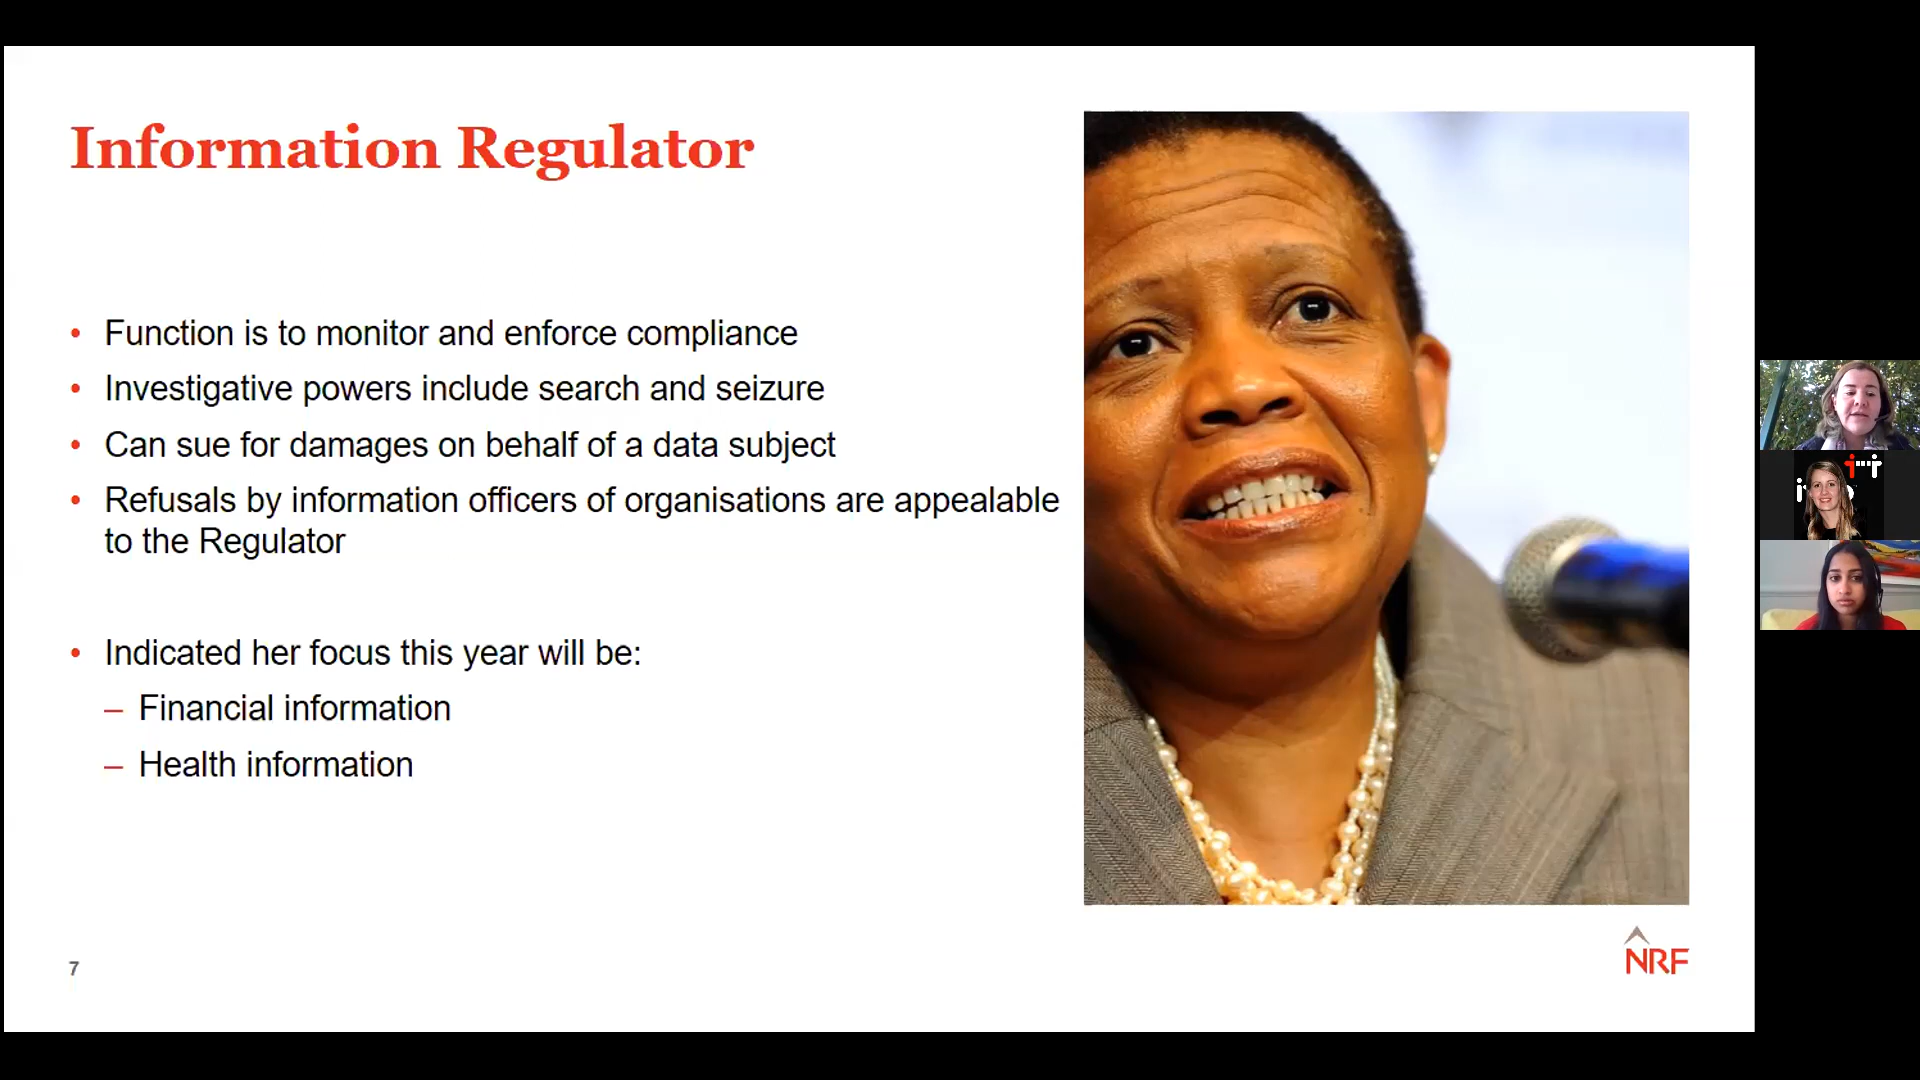 Information Regulator
• Function is to monitor and enforce compliance
• Investigative powers include search and seizure
• Can sue for damages on behalf of a data subject
• Refusals by information officers of organisations are appealable
to the Regulator
• Indicated her focus this year will be:
– Financial information
– Health information
7
NRF